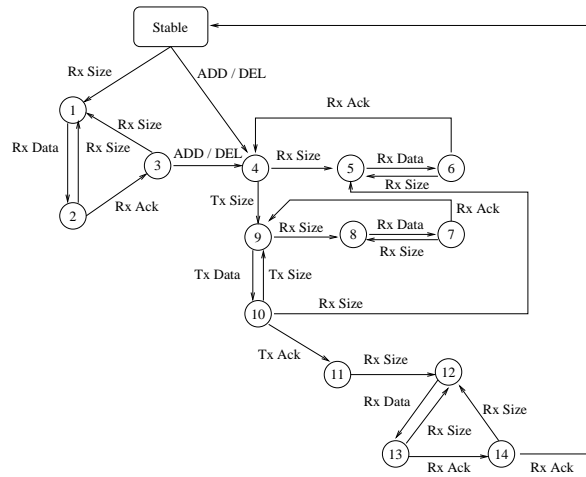 Stable
Rx Size
ADD / DEL
Rx Ack
1
Rx Size
Rx Data
Rx Size
3
ADD / DEL
4
Rx Size
5
Rx Data
6
Rx Size
2
Rx Ack
Tx Size
Rx Ack
9
Rx Size
8
Rx Data
7
Rx Size
Tx Data
Tx Size
10
Rx Size
Tx Ack
11
Rx Size
12
Rx Data
Rx Size
Rx Size
13
14
Rx Ack
Rx Ack